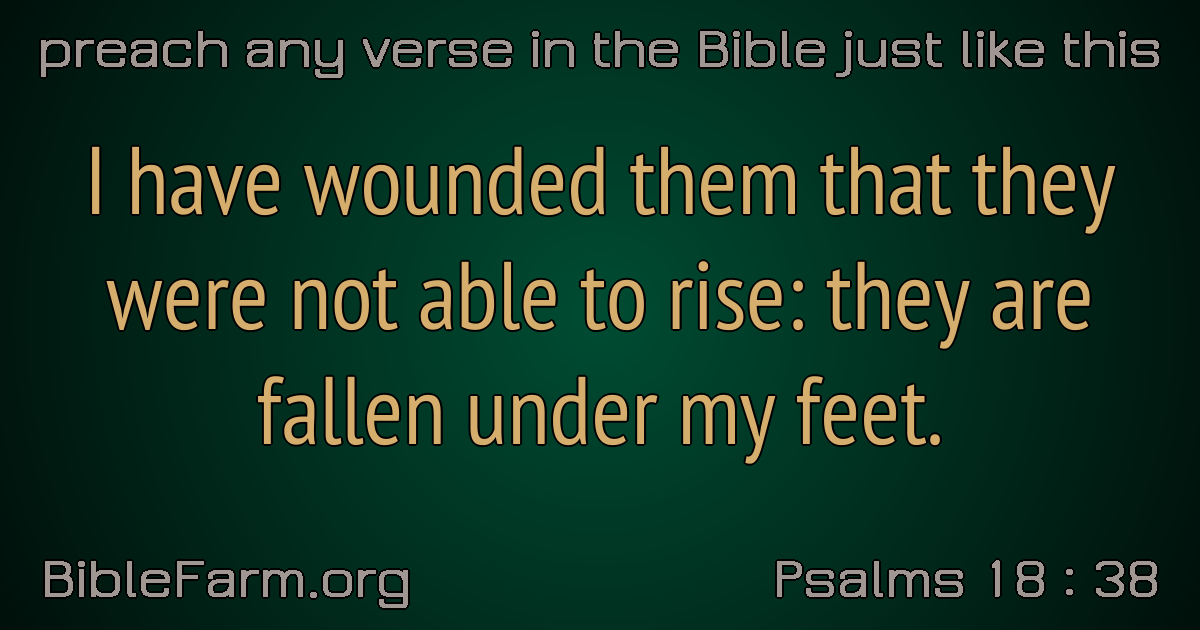 preach any verse in the Bible just like this
I have wounded them that they
were not able to rise: they are
fallen under my feet.
BibleFarm.org
Psalms 18 : 38